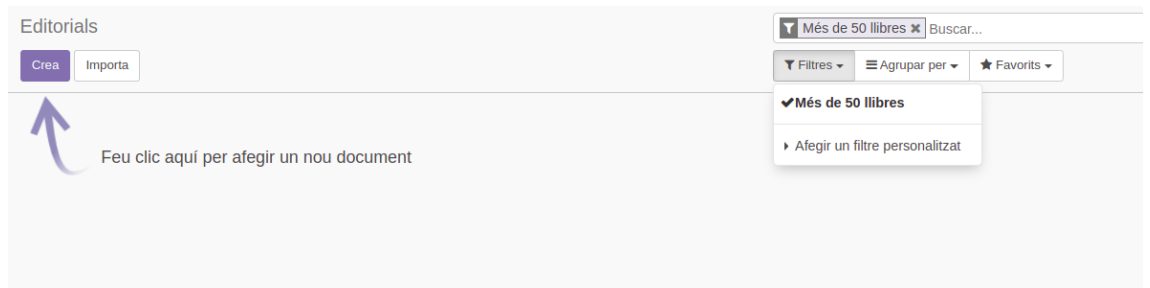 Editorials
Més de 50 llibres Buscar...
Crea Importa
Filtres Agrupar per Favorits
Més de 50 llibres
Afegir un filtre personalitzat
Feu clic aquí per afegir un nou document